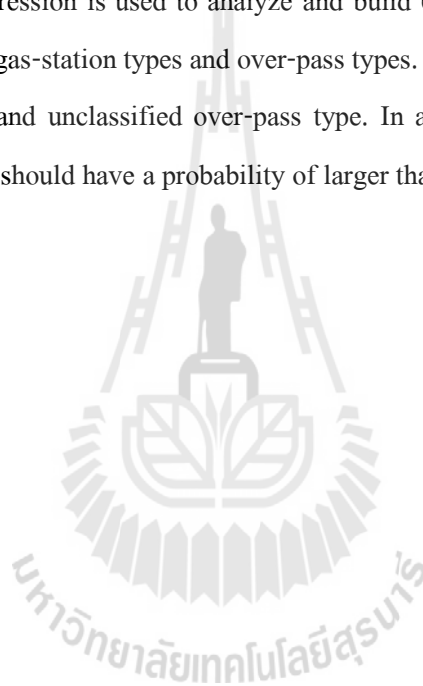 ression is used to analyze and build
gas-station types and over-pass types.
and unclassified over-pass type. In a
should have a probability of larger tha
มหาวิทยาลัยเทคโนโลยีสุรนารี